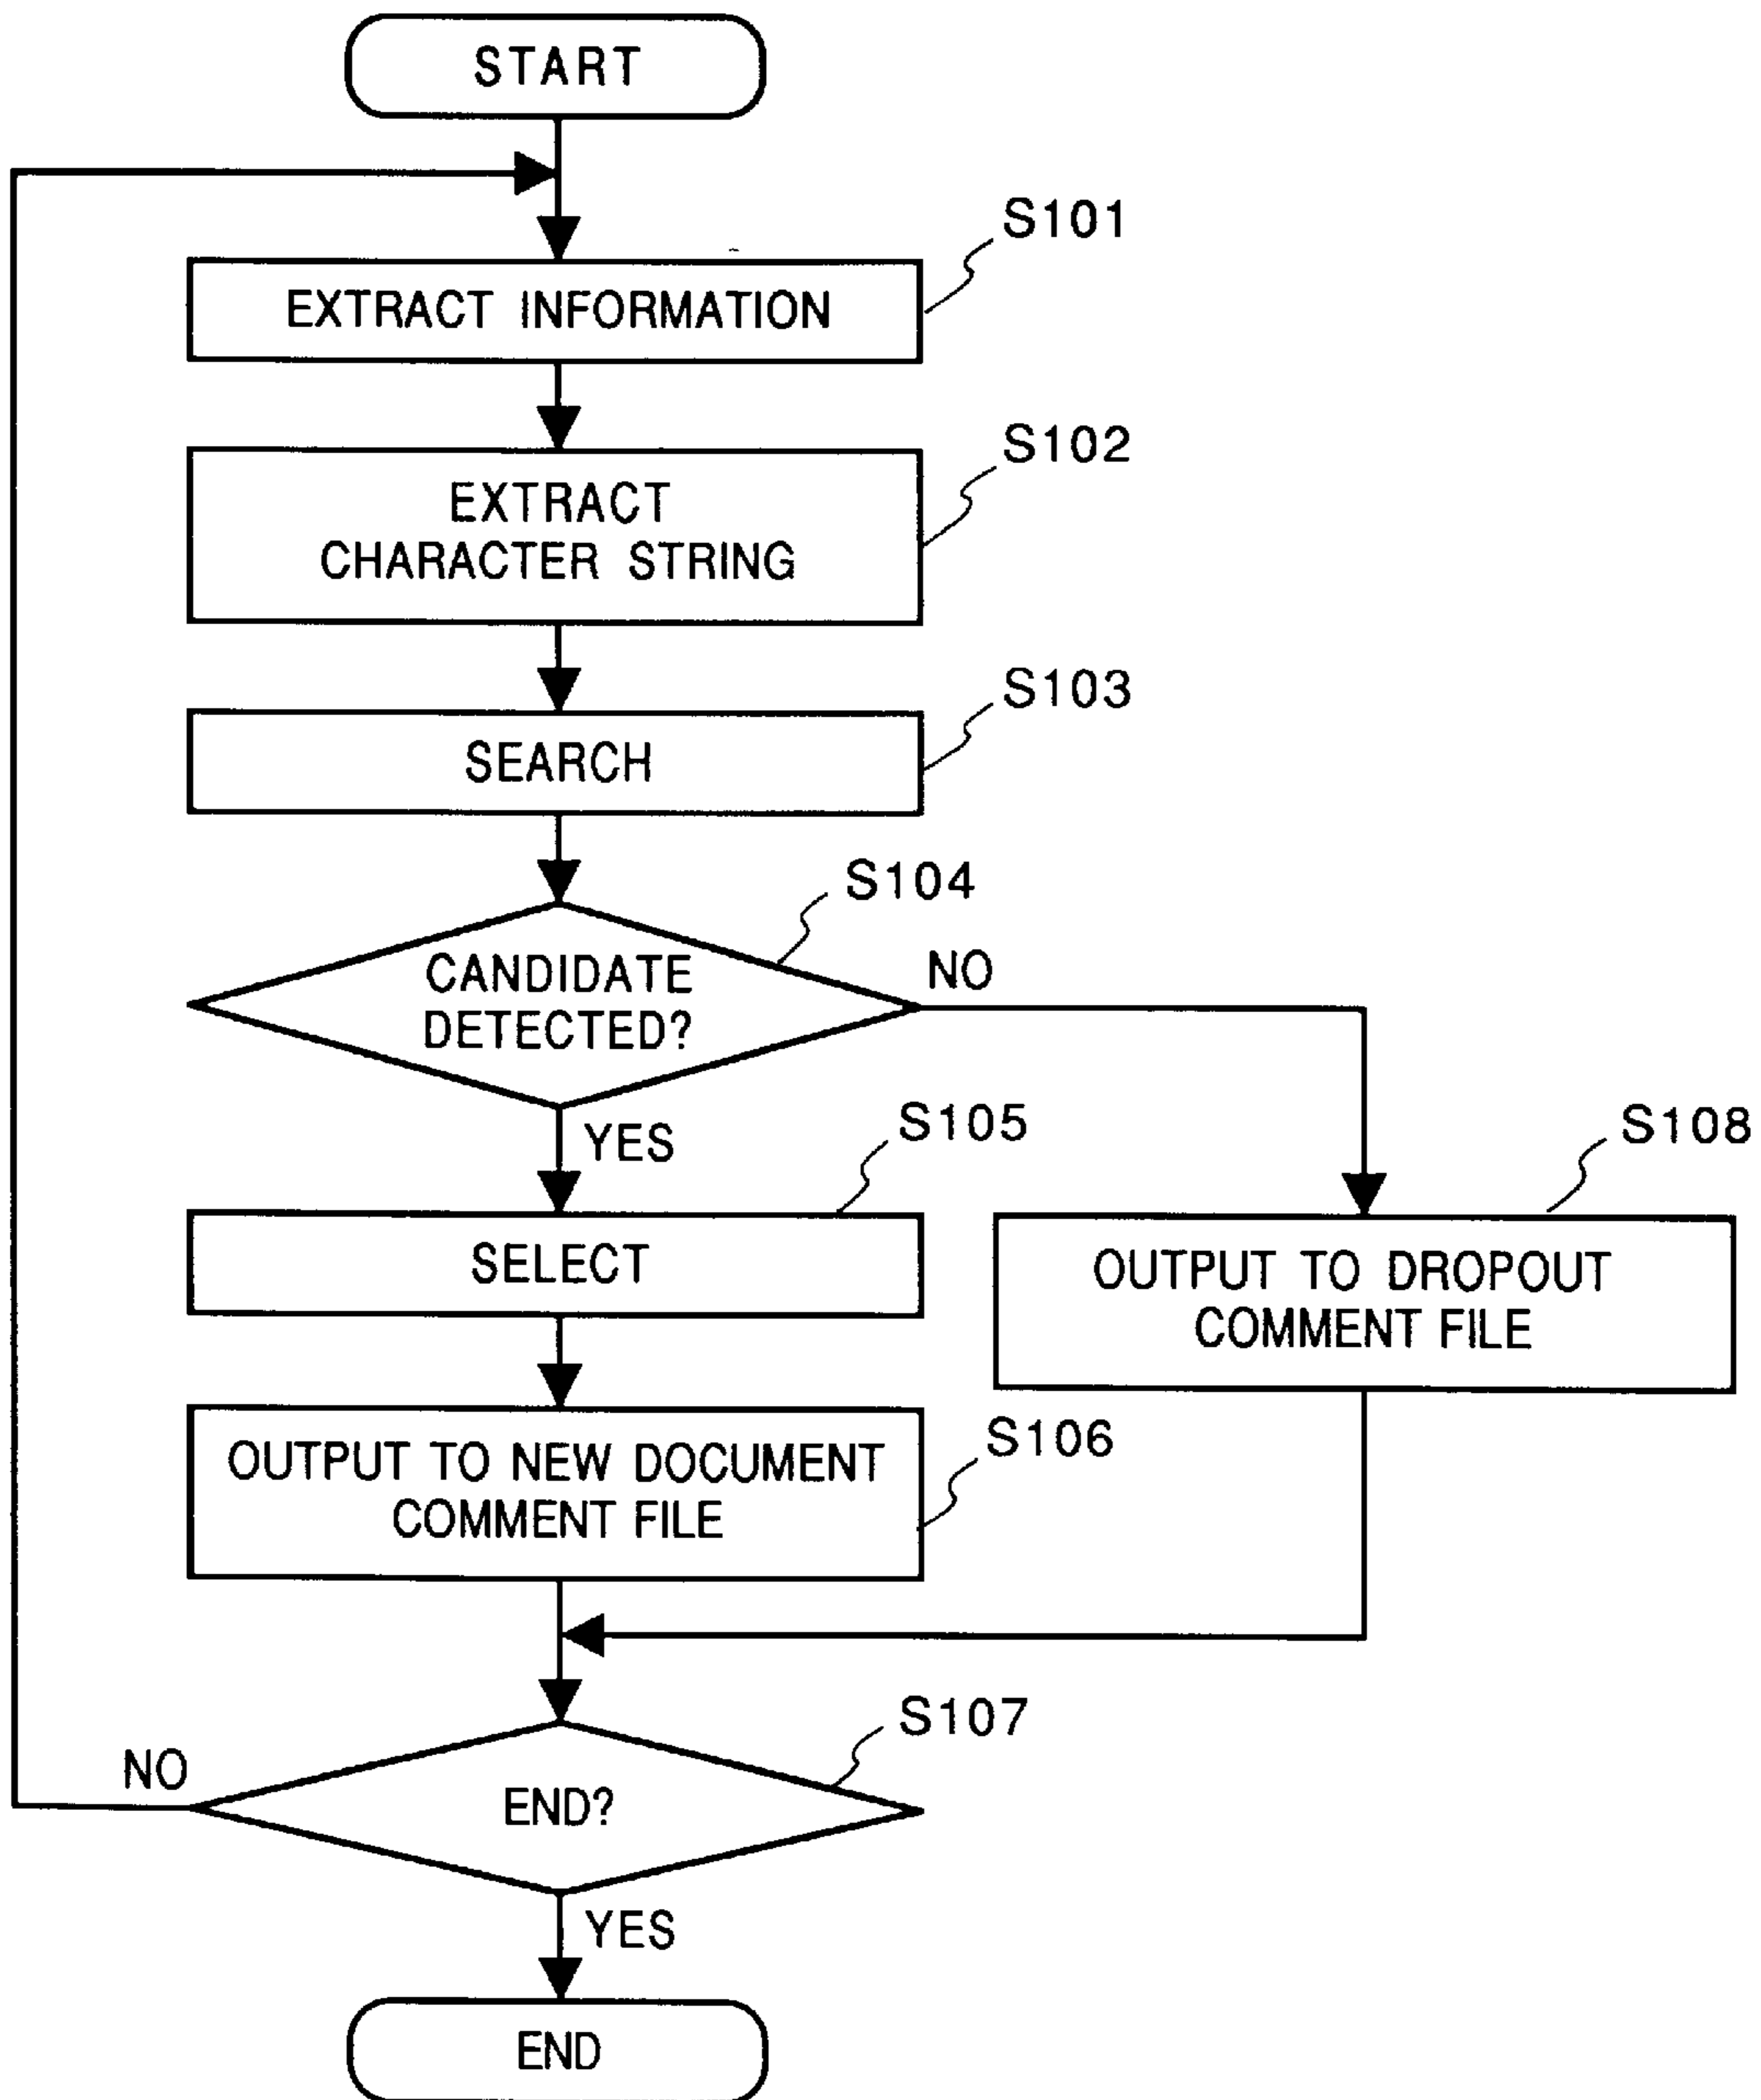 START
S101
EXTRACT INFORMATION
S102
EXTRACT
CHARACTER STRING
S103
SEARCH
S104
CANDIDATE
DETECTED?
NO
YES
S105
SELECT
S108
OUTPUT TO DROPOUT
COMMENT FILE
S106
OUTPUT TO NEW DOCUMENT
COMMENT FILE
S107
NO
END?
YES
END